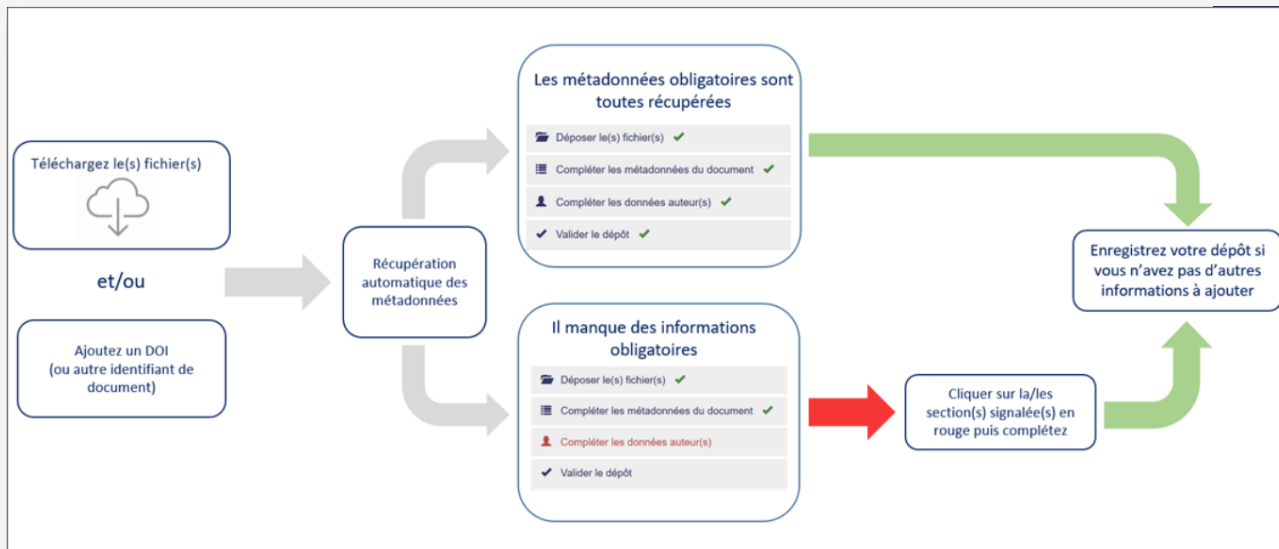 Téléchargez le(s) fichier(s)
et/ou
Ajoutez un DOI
(ou autre identifiant de
document)
Récupération
automatique des
métadonnées
Les métadonnées obligatoires sont
toutes récupérées
Déposer le(s) fichier(s)
Compléter les métadonnées du document
Compléter les données auteur(s)
Valider le dépôt
Il manque des informations
obligatoires
Déposer le(s) fichier(s)
Compléter les métadonnées du document
Compléter les données auteur(s)
Valider le dépôt
Cliquer sur la/les
section(s) signalée(s) en
rouge puis complétez
Enregistrez votre dépôt si
vous n'avez pas d'autres
informations à ajouter